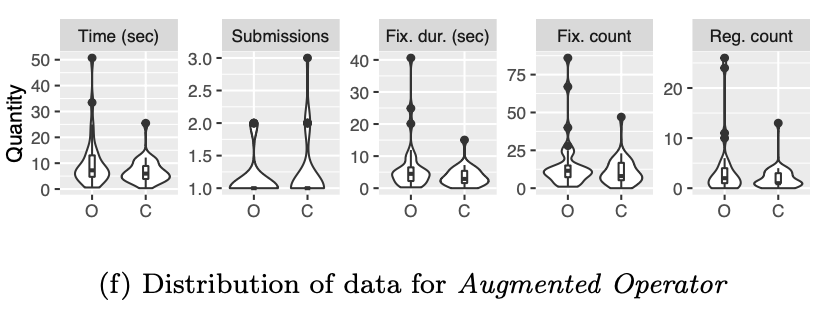 Time (sec) Submissions Fix. dur. (sec) Fix. count Reg. count
Quantity
50
40
30
20
10
0
O C
3.0
2.5
2.0
1.5
1.0
O C
40
30
20
10
0
O C
75
50
25
0
O C
20
10
0
O C
(f) Distribution of data for Augmented Operator